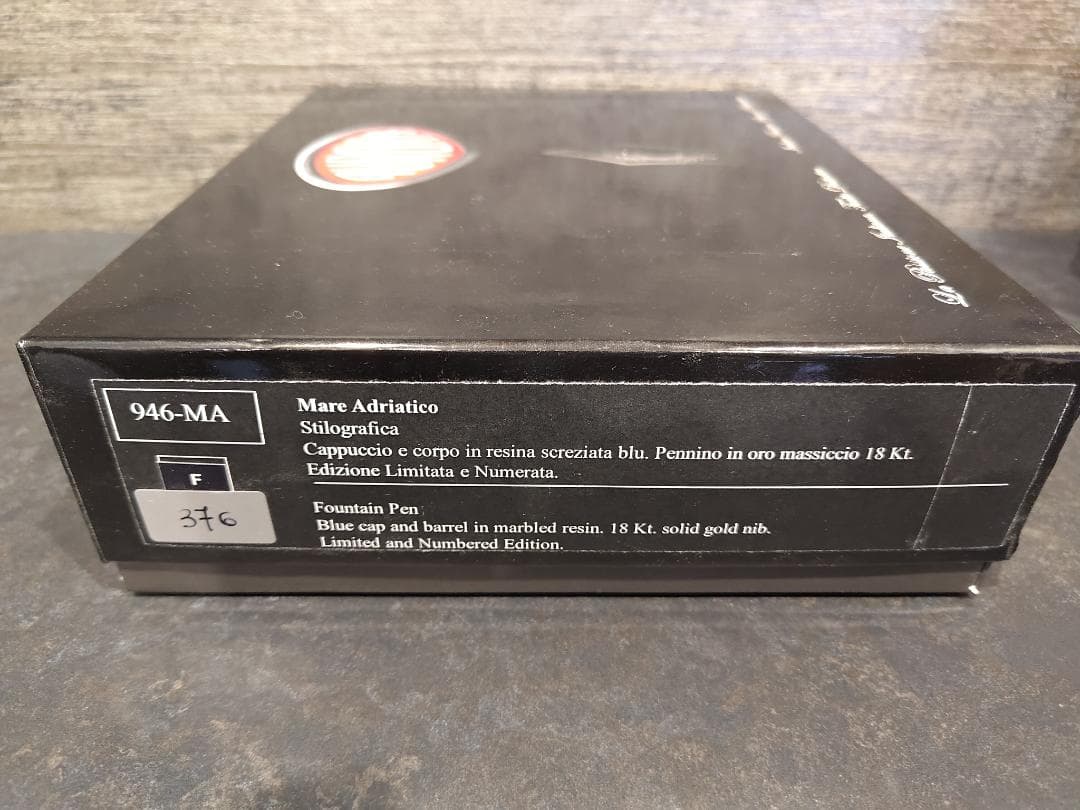 946-MA
F
376
Mare Adriatico
Stilografica
Cappuccio e corpo in resina screziata blu. Pennino in oro massiccio 18 Kt.
Edizione Limitata e Numerata.
Fountain Pen
Blue cap and barrel in marbled resin. 18 Kt. solid gold nib.
Limited and Numbered Edition.